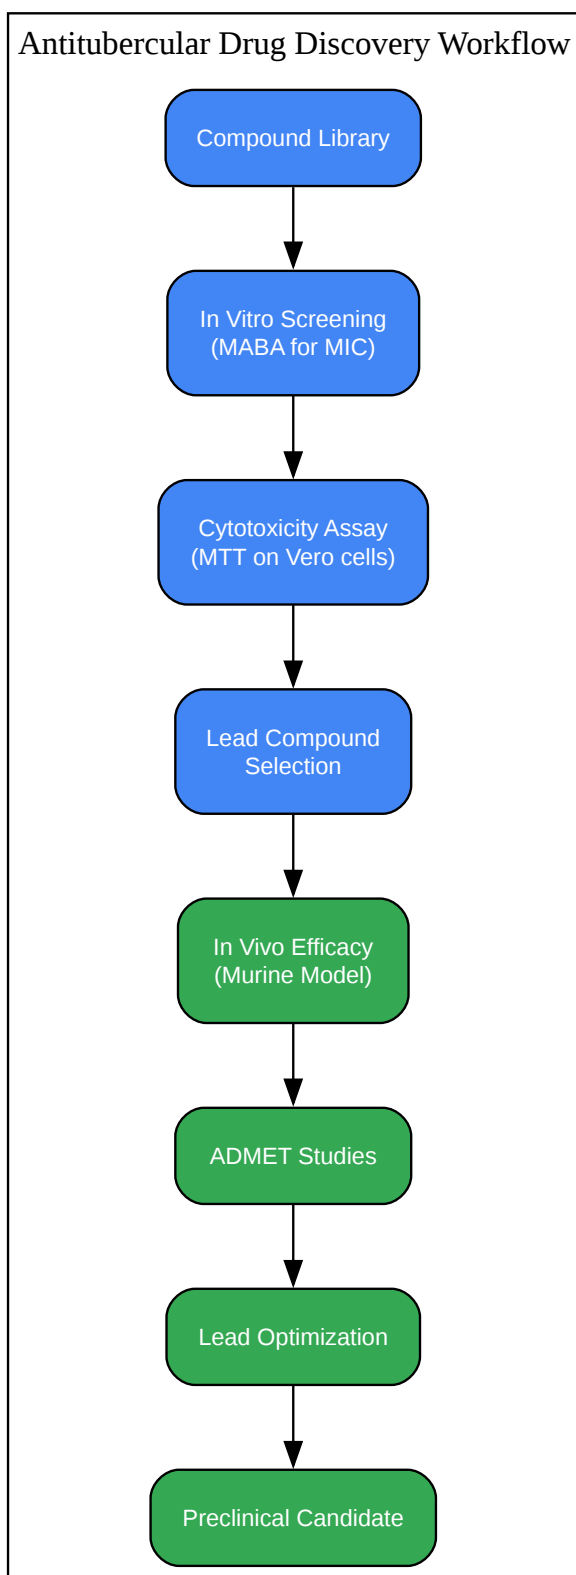 Antitubercular Drug Discovery Workflow
Compound Library
In Vitro Screening
(MABA for MIC)
Cytotoxicity Assay
(MTT on Vero cells)
Lead Compound
Selection
In Vivo Efficacy
(Murine Model)
ADMET Studies
Lead Optimization
Preclinical Candidate